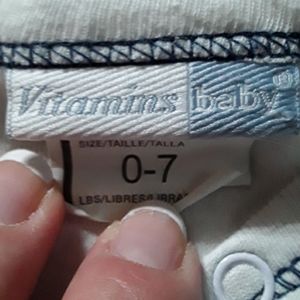 Vitamins baby®
SIZE/TAILLE/TALLA
0-7
LBS/LIBRES/LIBRAS